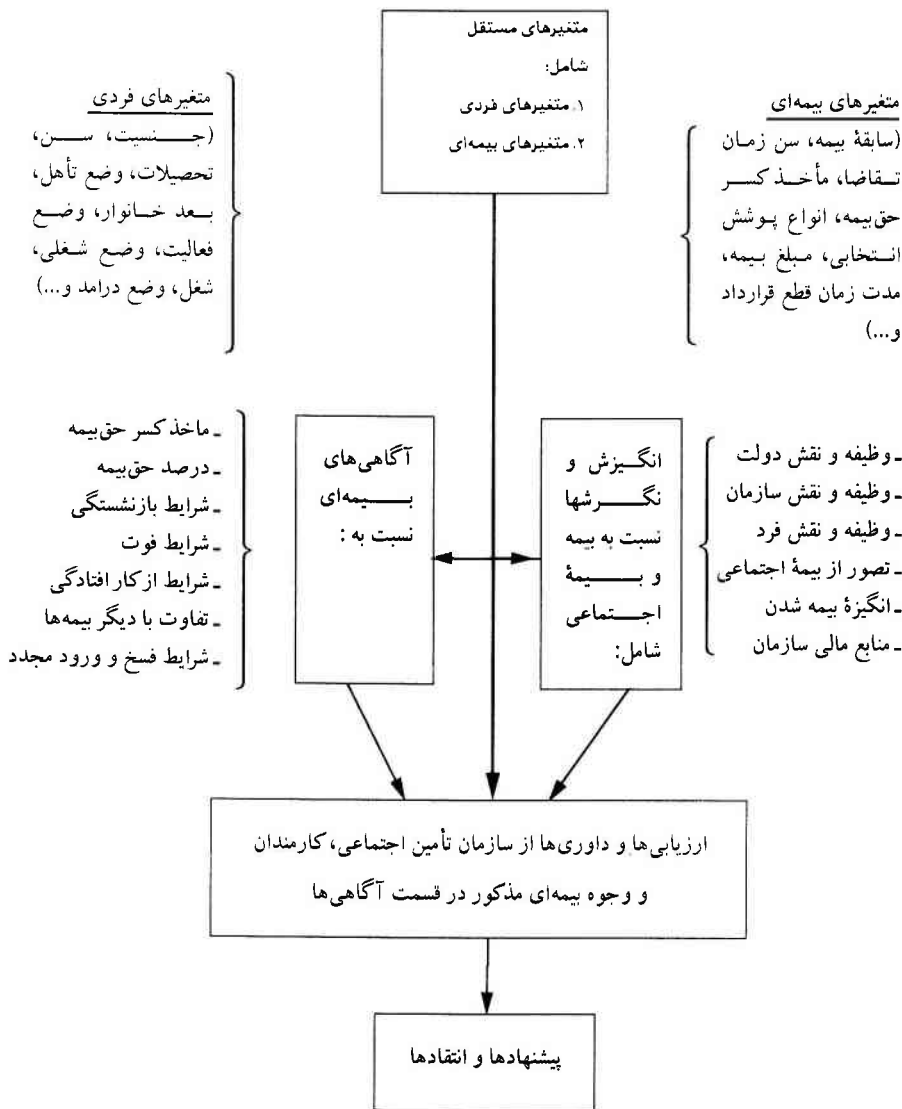 متغیرهای مستقل
شامل:
۱. متغیرهای فردی
۲. متغیرهای بیمه‌ای
متغیرهای بیمه‌ای
(سابقهٔ بیمه، سن زمان
تقاضا، مأخذ کسر
حق‌بیمه، انواع پوشش
انتخابی، مبلغ بیمه،
مدت زمان قطع قرارداد
و...)
متغیرهای فردی
(جنسیت، سن،
تحصیلات، وضع تأهل،
بعد خانوار، وضع
فعالیت، وضع شغلی،
شغل، وضع درامد و...)
ـ وظیفه و نقش دولت
ـ وظیفه و نقش سازمان
ـ وظیفه و نقش فرد
ـ تصور از بیمهٔ اجتماعی
ـ انگیزهٔ بیمه شدن
ـ منابع مالی سازمان
انگیزش و
نگرشها
نسبت به بیمه
و بیمهٔ
اجتماعی
شامل:
آگاهی‌های
بیمه‌ای
نسبت به :
ـ ماخذ کسر حق‌بیمه
ـ درصد حق‌بیمه
ـ شرایط بازنشستگی
ـ شرایط فوت
ـ شرایط ازکار افتادگی
ـ تفاوت با دیگر بیمه‌ها
ـ شرایط فسخ و ورود مجدد
ارزیابی‌ها و داوری‌ها از سازمان تأمین اجتماعی، کارمندان
و وجوه بیمه‌ای مذکور در قسمت آگاهی‌ها
پیشنهادها و انتقادها